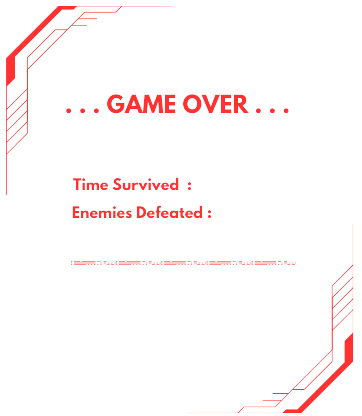 . . . GAME OVER . . .
Time Survived :
Enemies Defeated :